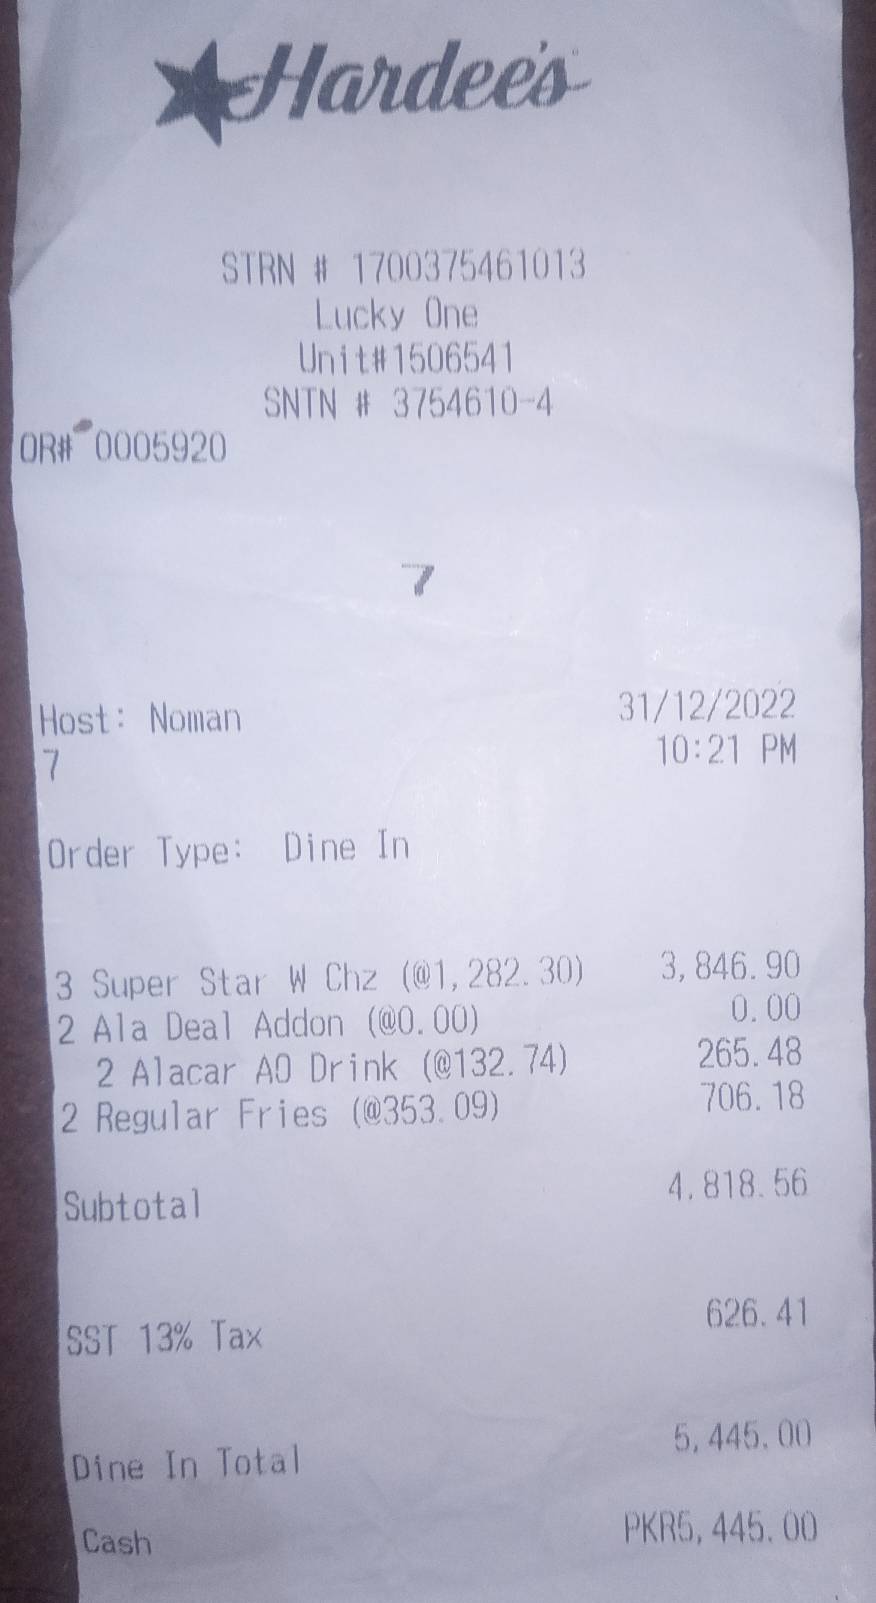 Hardee's
STRN # 1700375461013
Lucky One
Unit#1506541
SNTN # 3754610-4
OR# 0005920
7
Host: Noman 31/12/2022
7 10:21 PM
Order Type: Dine In
3 Super Star W Chz (@1,282.30) 3,846.90
2 Ala Deal Addon (@0.00) 0.00
2 Alacar AO Drink (@132.74) 265.48
2 Regular Fries (@353.09) 706.18
Subtotal 4,818.56
SST 13% Tax 626.41
Dine In Total 5,445.00
Cash PKR5,445.00